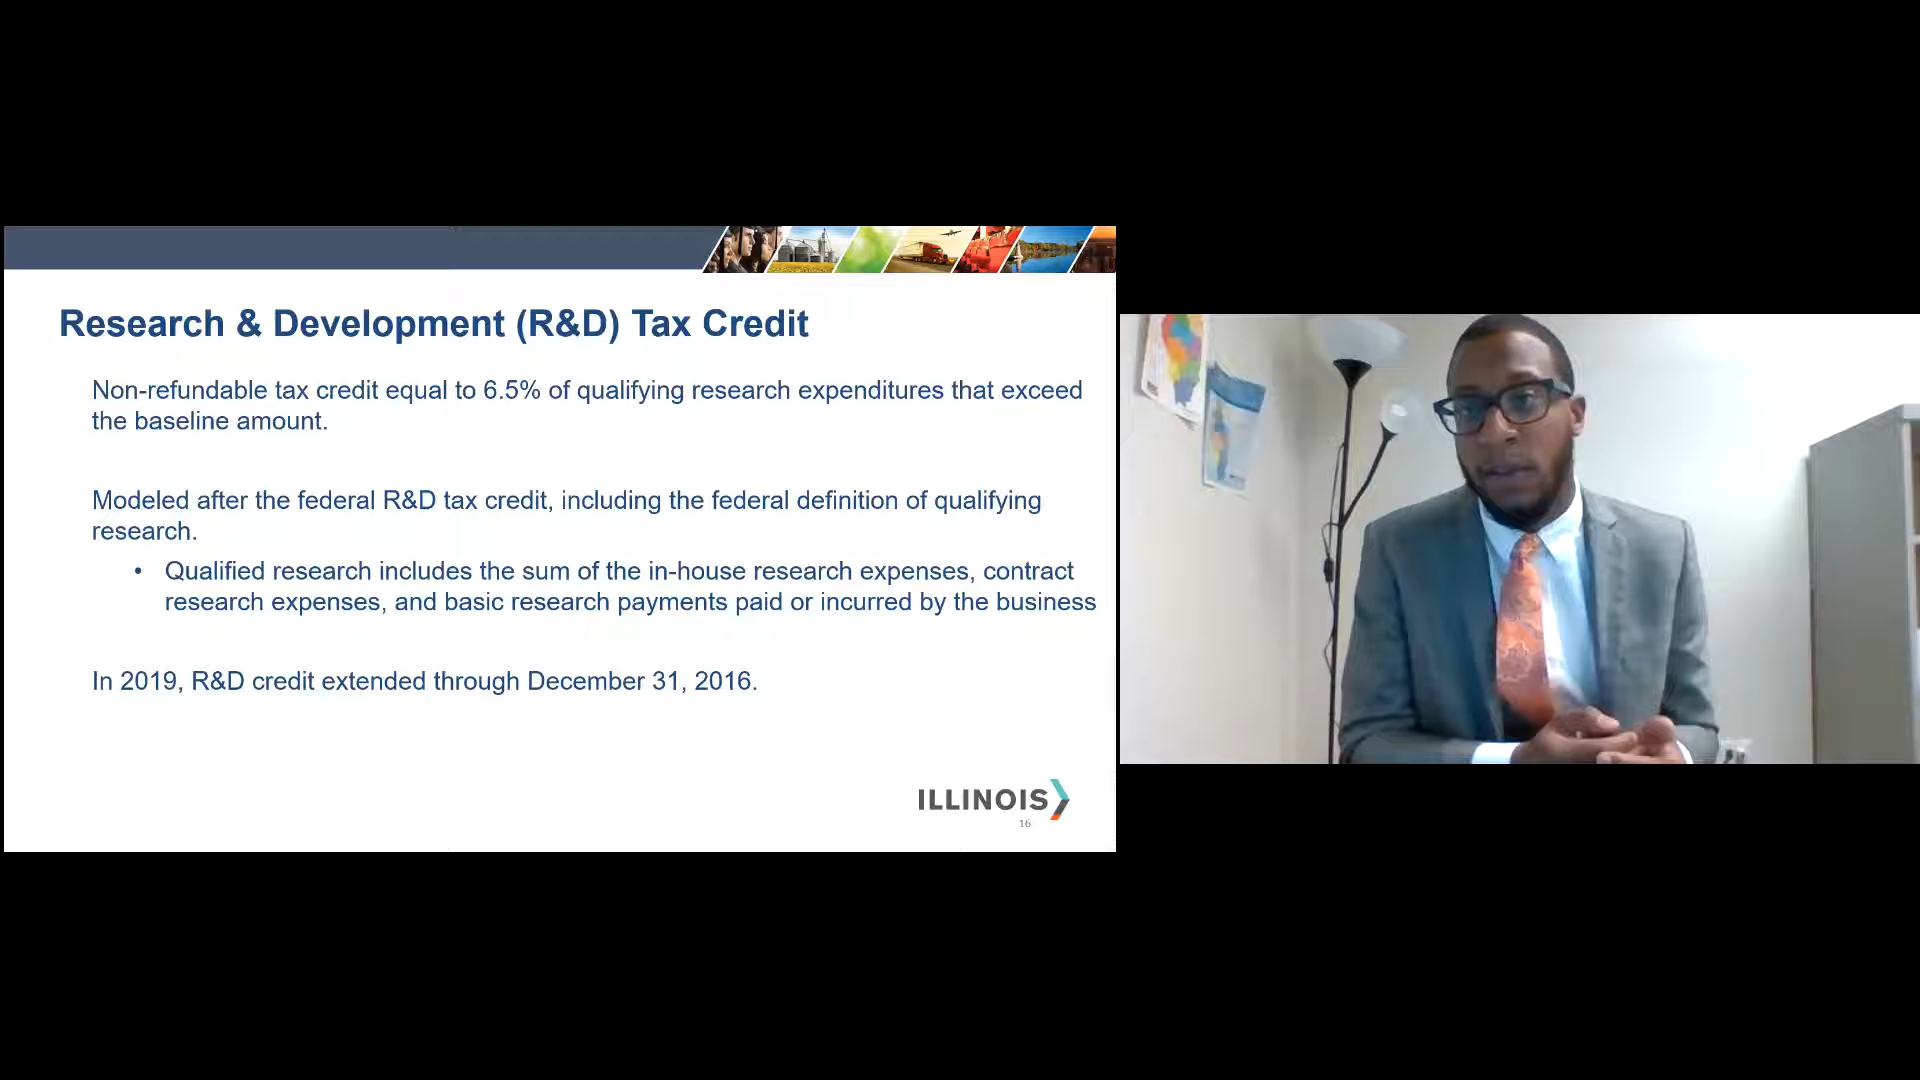 Research & Development (R&D) Tax Credit
Non-refundable tax credit equal to 6.5% of qualifying research expenditures that exceed
the baseline amount.
Modeled after the federal R&D tax credit, including the federal definition of qualifying
research.
• Qualified research includes the sum of the in-house research expenses, contract
research expenses, and basic research payments paid or incurred by the business
In 2019, R&D credit extended through December 31, 2016.
ILLINOIS
16